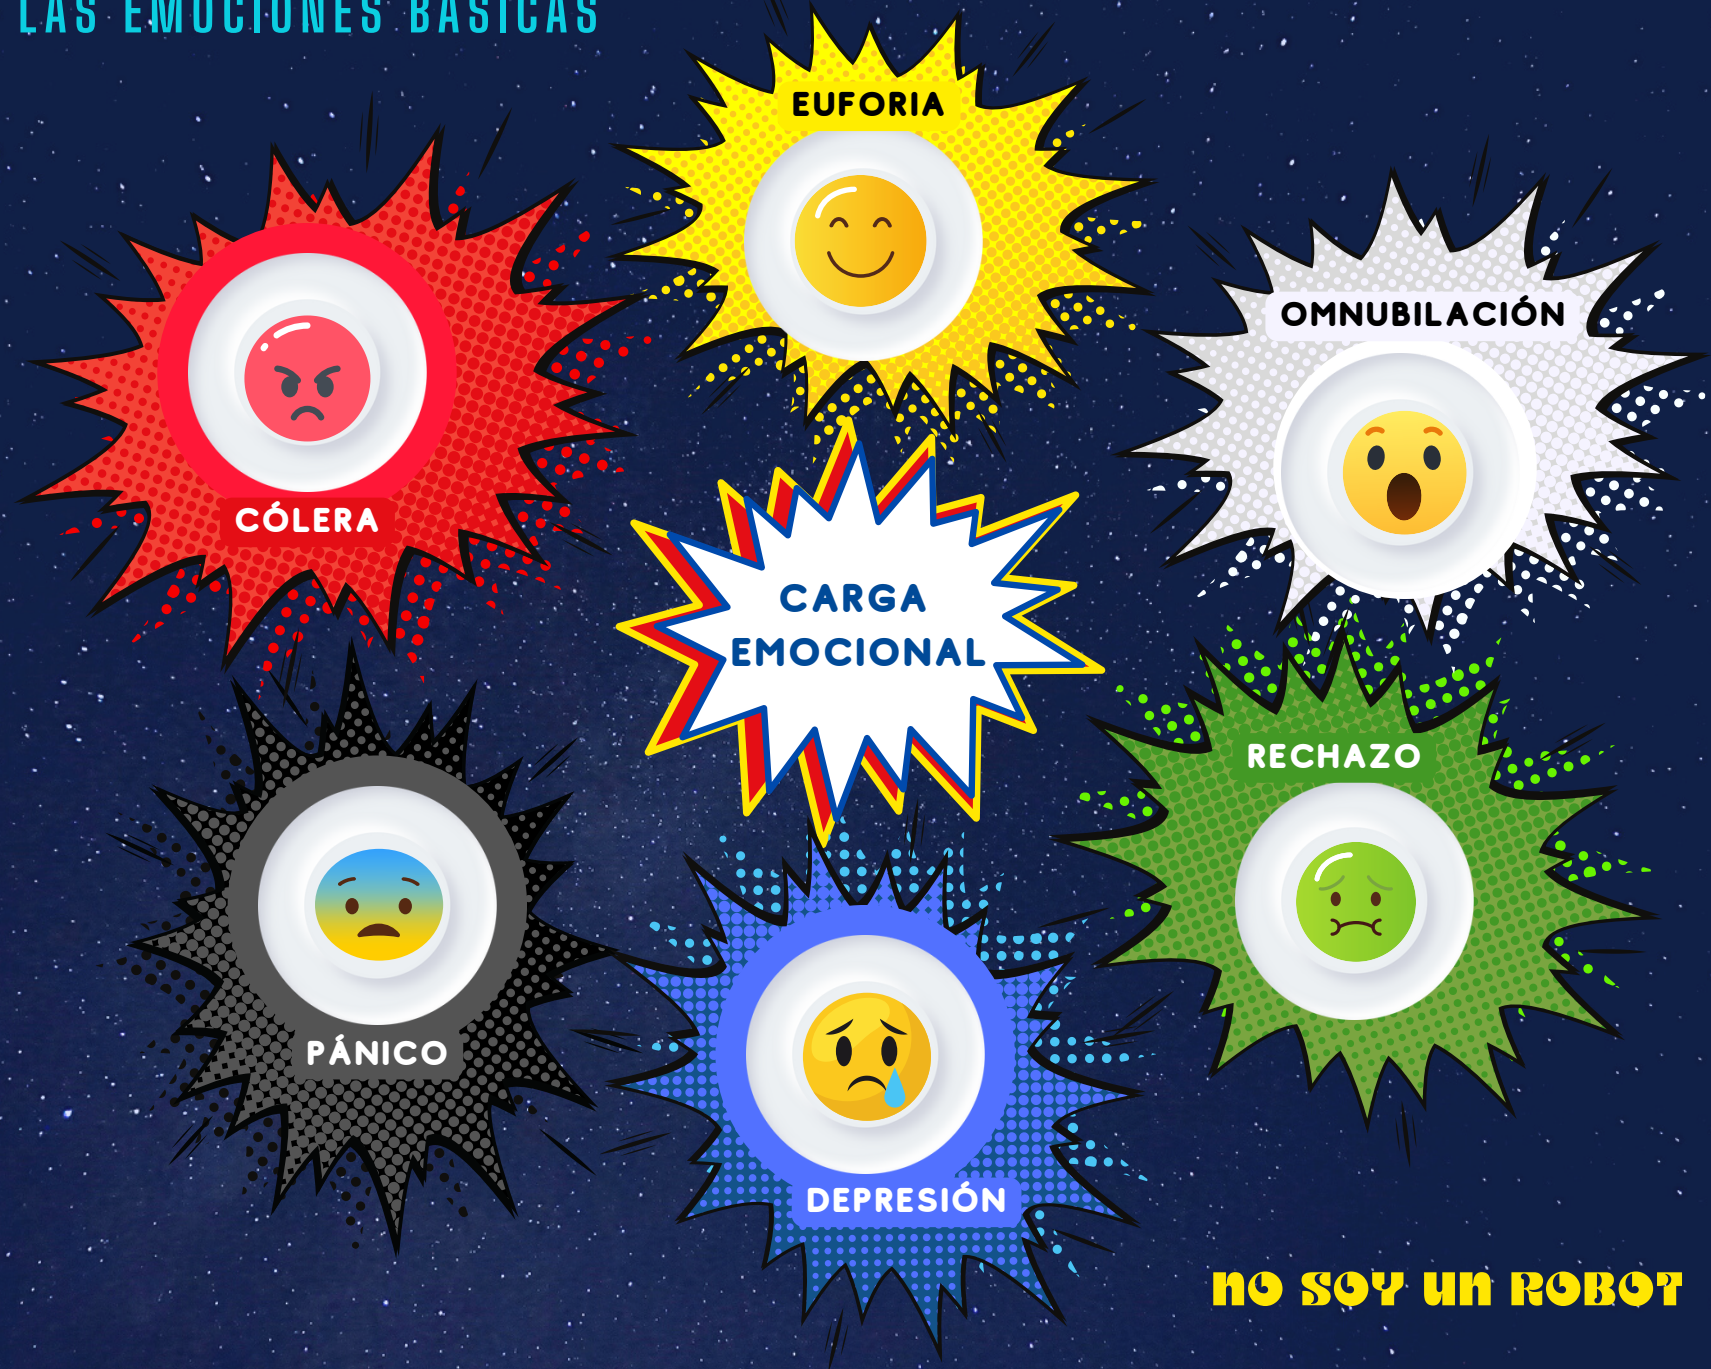 LAS EMOCIONES BÁSICAS
EUFORIA
OMNUBILACIÓN
CÓLERA
CARGA
EMOCIONAL
RECHAZO
PÁNICO
DEPRESIÓN
NO SOY UN ROBOT